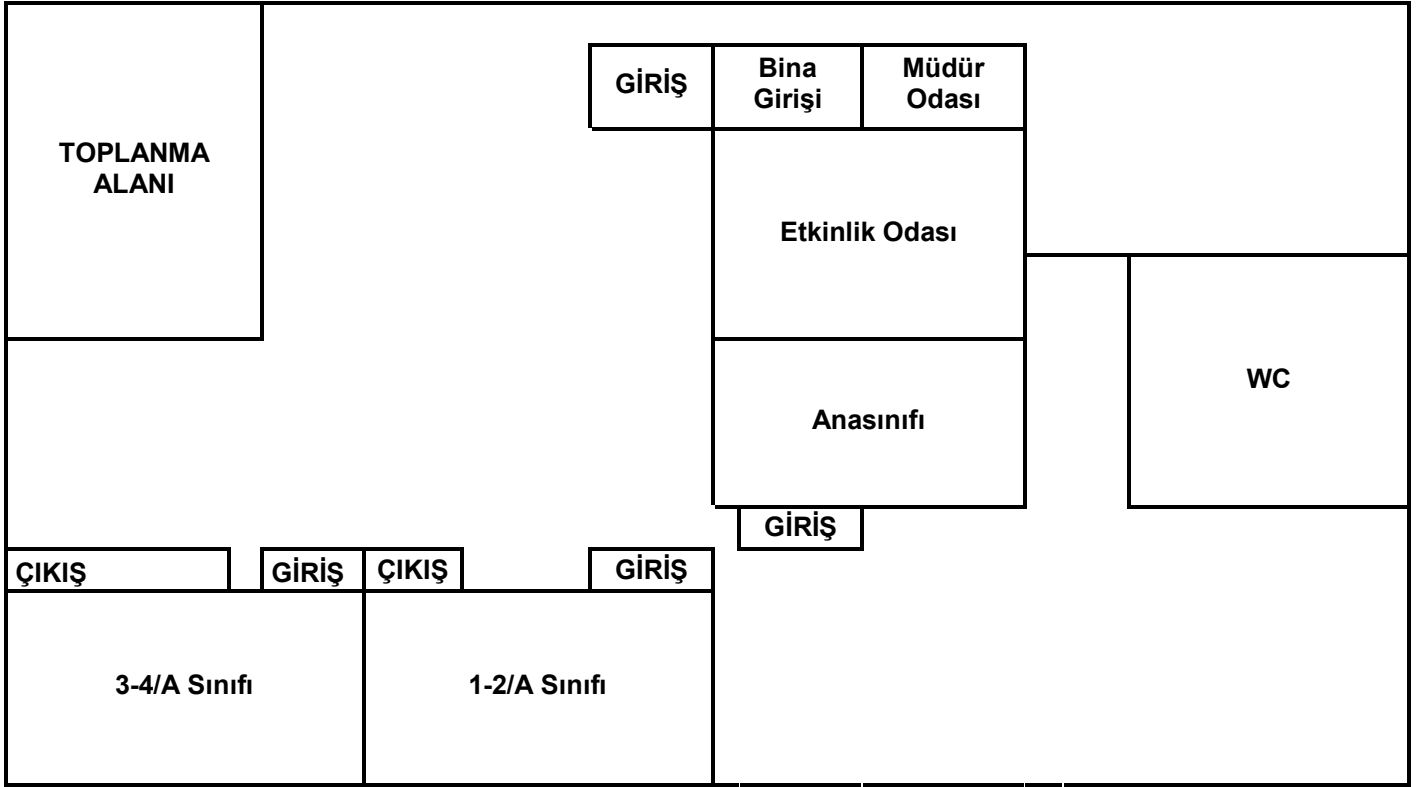 TOPLANMA
ALANI
GİRİŞ
Bina
Girişi
Müdür
Odası
Etkinlik Odası
Anasınıfı
GİRİŞ
WC
ÇIKIŞ
GİRİŞ
ÇIKIŞ
GİRİŞ
3-4/A Sınıfı
1-2/A Sınıfı